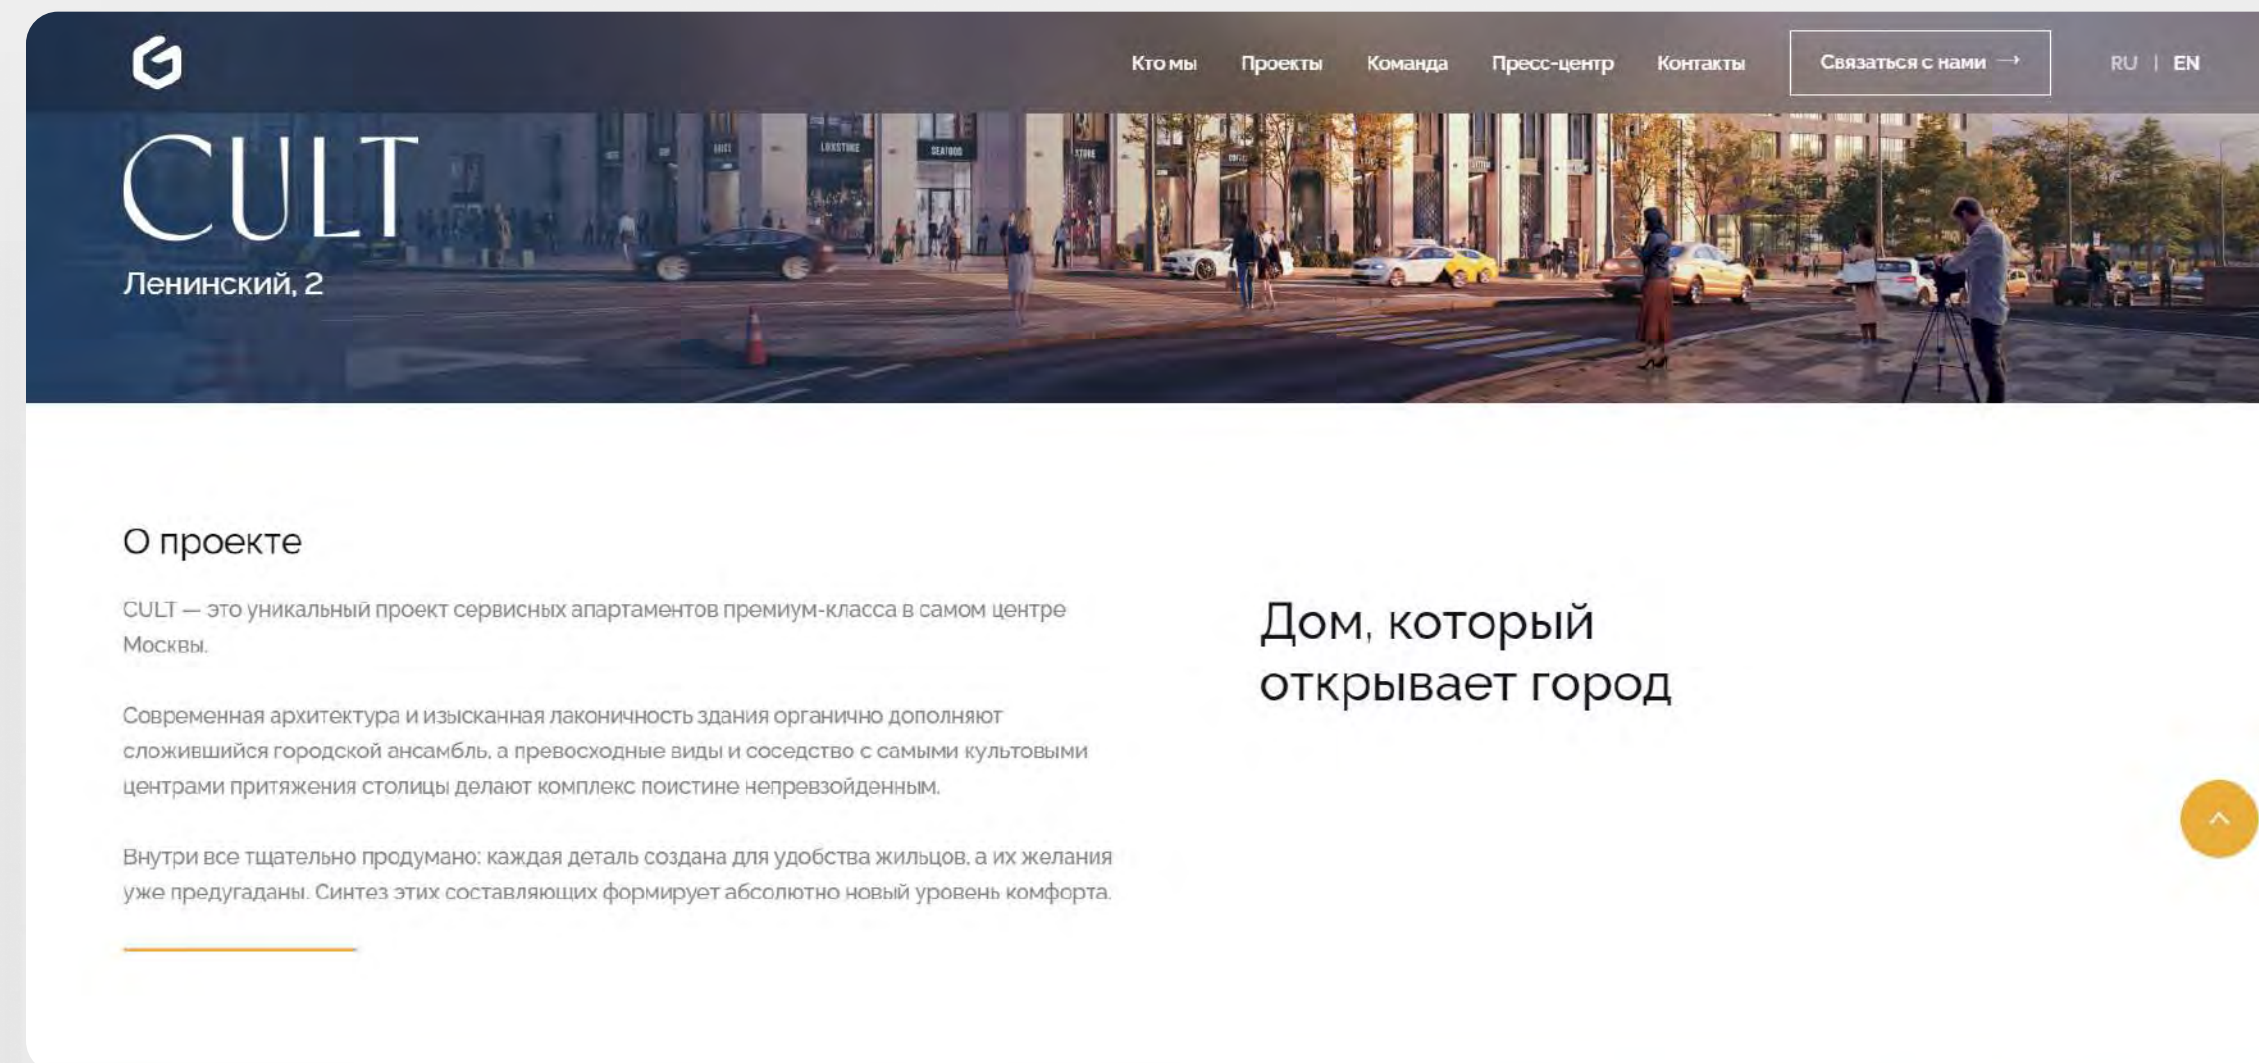 Кто мы Проекты Команда Пресс-центр Контакты Связаться с нами → RU | EN
CULT
LUXSTORE
SEAFOOD
STORE
Ленинский, 2
О проекте
CULT — это уникальный проект сервисных апартаментов премиум-класса в самом центре
Москвы.
Современная архитектура и изысканная лаконичность здания органично дополняют
сложившийся городской ансамбль, а превосходные виды и соседство с самыми культовыми
центрами притяжения столицы делают комплекс поистине непревзойденным.
Внутри все тщательно продумано: каждая деталь создана для удобства жильцов, а их желания
уже предугаданы. Синтез этих составляющих формирует абсолютно новый уровень комфорта.
Дом, который
открывает город